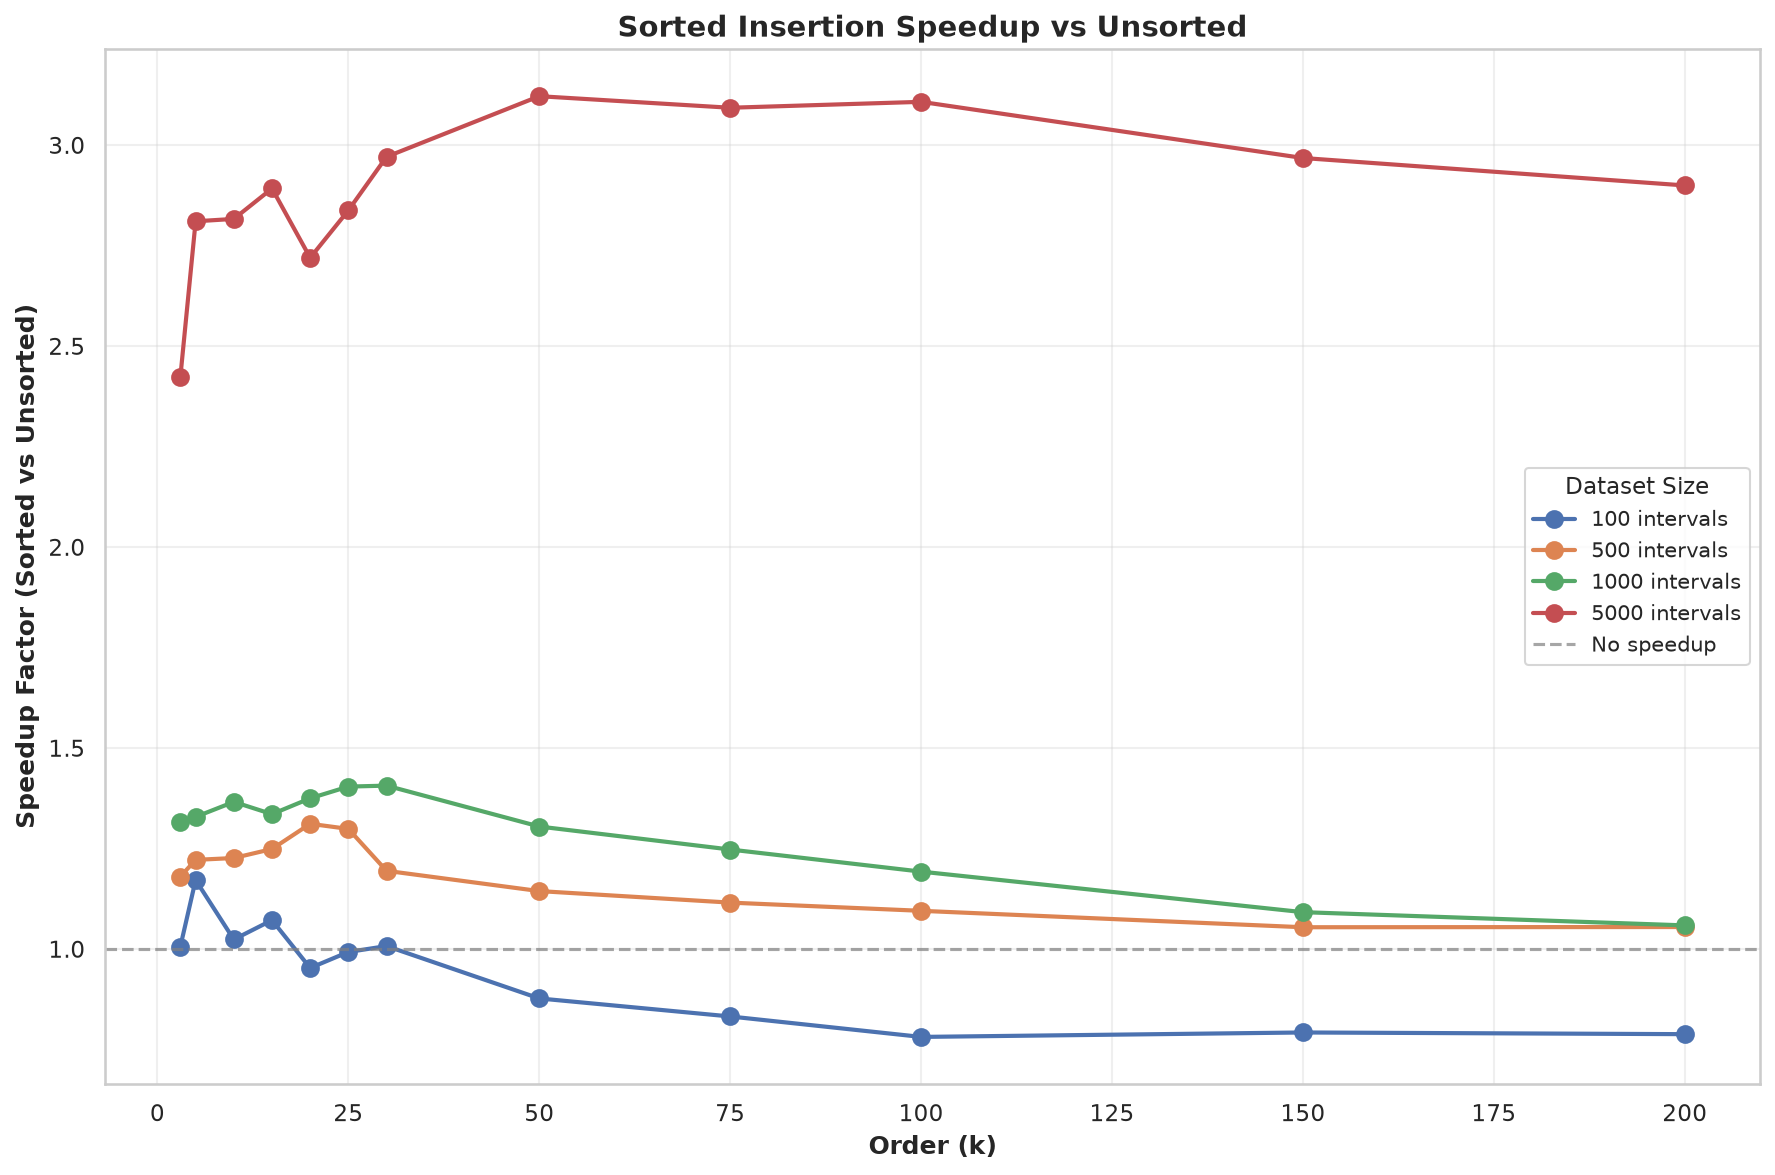 Sorted Insertion Speedup vs Unsorted
Speedup Factor (Sorted vs Unsorted)
3.0
2.5
2.0
1.5
1.0
Dataset Size
100 intervals
500 intervals
1000 intervals
5000 intervals
No speedup
0 25 50 75 100 125 150 175 200
Order (k)